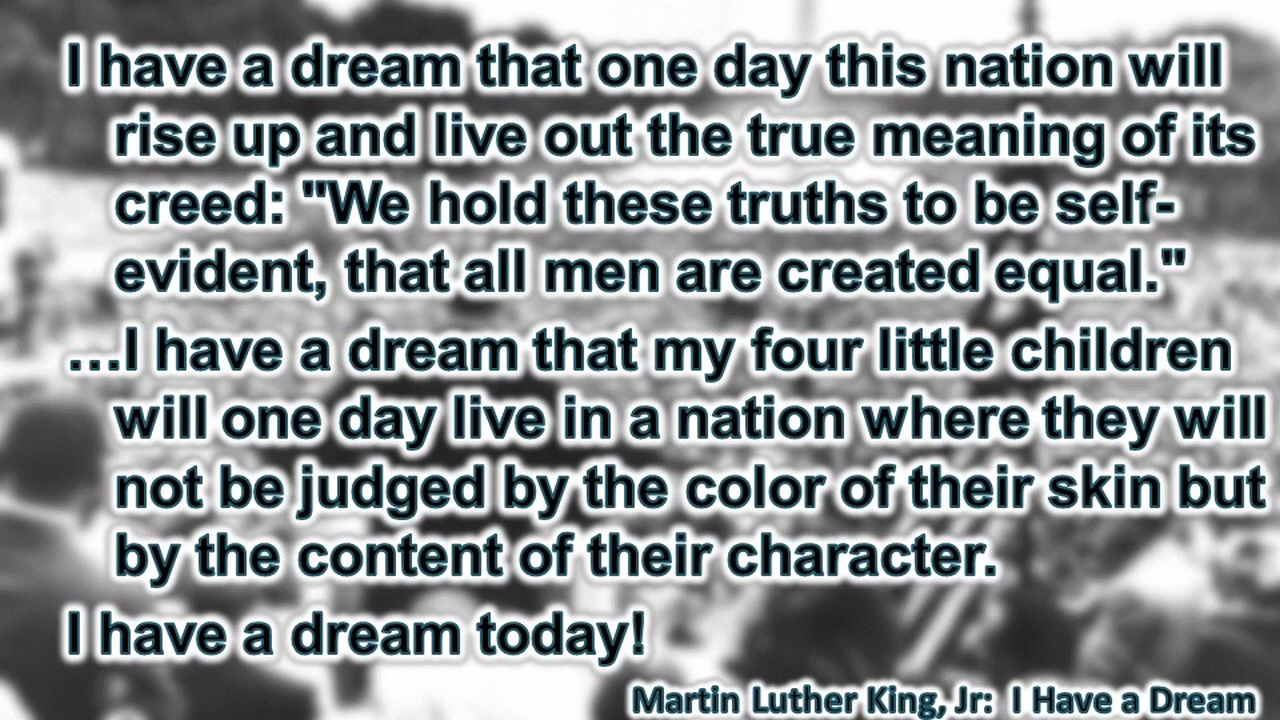 I have a dream that one day this nation will
rise up and live out the true meaning of its
creed: "We hold these truths to be self-
evident, that all men are created equal."
…I have a dream that my four little children
will one day live in a nation where they will
not be judged by the color of their skin but
by the content of their character.
I have a dream today!
Martin Luther King, Jr:  I Have a Dream